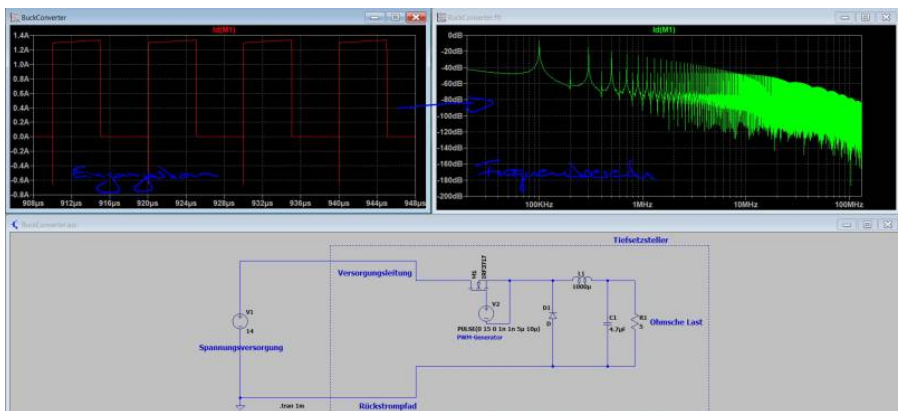 BuckConverter
BuckConverter.fft
Id(M1)
1.4A
1.2A
1.0A
0.8A
0.6A
0.4A
0.2A
0.0A
-0.2A
-0.4A
-0.6A
-0.8A
908µs 912µs 916µs 920µs 924µs 928µs 932µs 936µs 940µs 944µs 948µs
Id(M1)
0dB
-20dB
-40dB
-60dB
-80dB
-100dB
-120dB
-140dB
-160dB
-180dB
-200dB
100KHz 1MHz 10MHz 100MHz
BuckConverter.asc
Tiefsetzsteller
Versorgungsleitung
M1
IRF3717
V2
PULSE(0 15 0 1n 1n 5µ 10µ)
PWM-Generator
L1
1000µ
D1
D
C1
4.7µF
R1
5
Ohmsche Last
V1
14
Spannungsversorgung
.tran 1m
Rückstrompfad